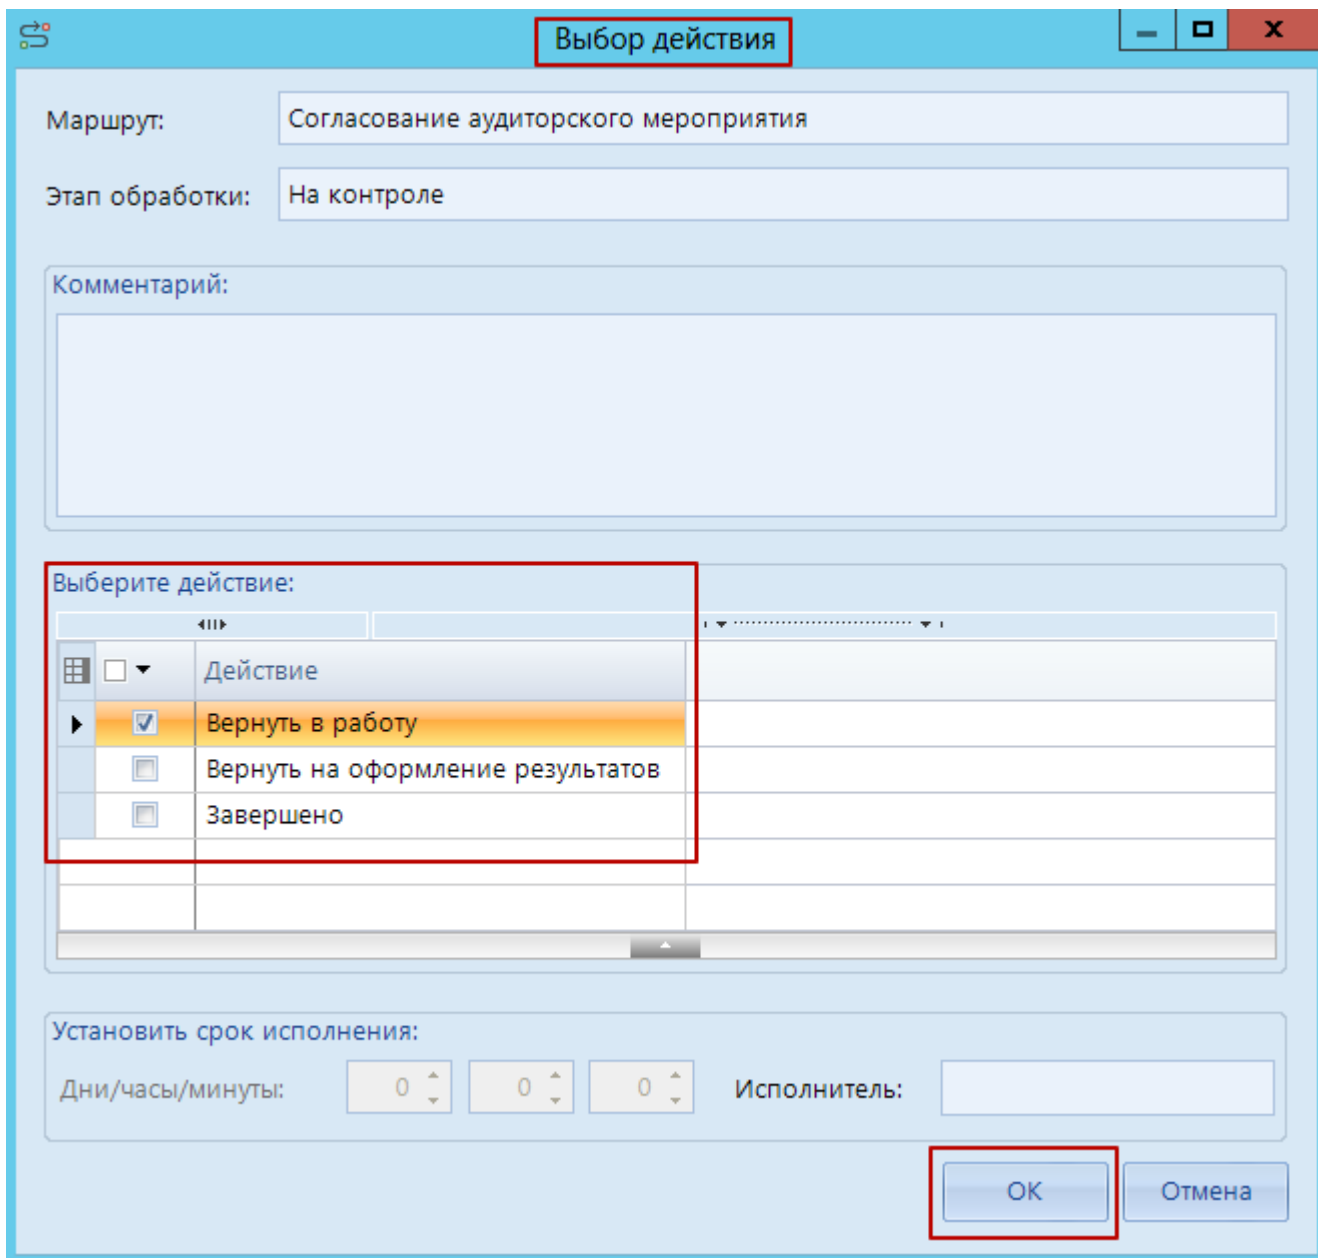 Выбор действия
Маршрут: Согласование аудиторского мероприятия
Этап обработки: На контроле
Комментарий:
Выберите действие:
Действие
Вернуть в работу
Вернуть на оформление результатов
Завершено
Установить срок исполнения:
Дни/часы/минуты: 0 0 0 Исполнитель:
ОК Отмена